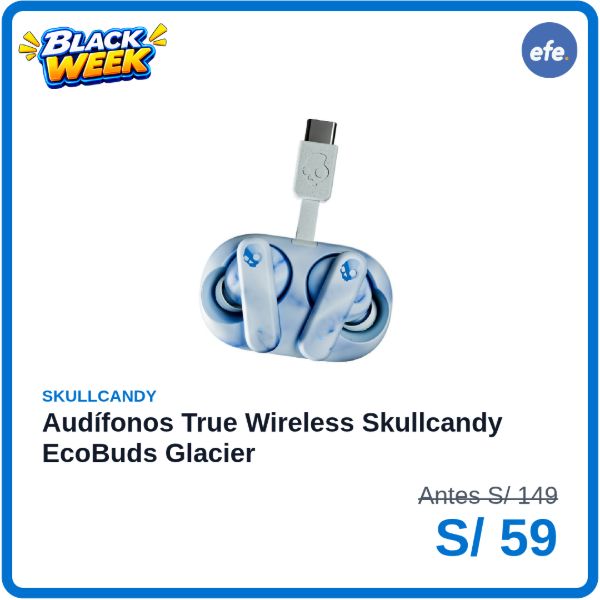 BLACK
WEEK
efe.
SKULLCANDY
Audífonos True Wireless Skullcandy
EcoBuds Glacier
Antes S/ 149
S/ 59